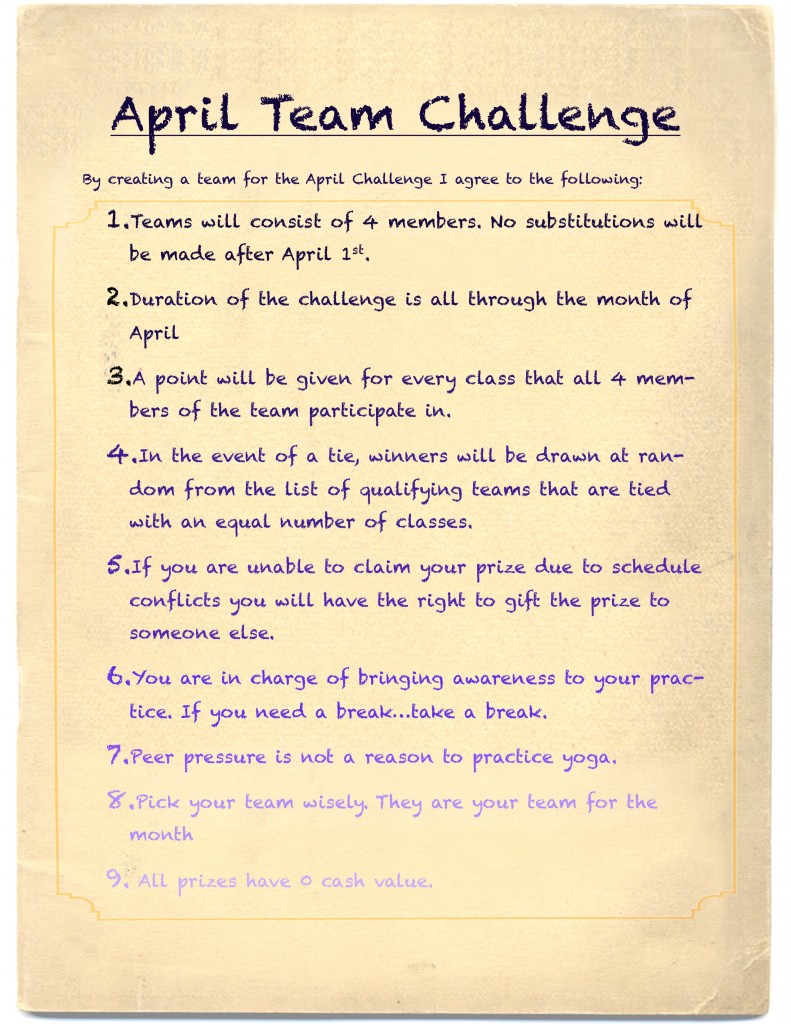 April Team Challenge
By creating a team for the April Challenge I agree to the following:
1.Teams will consist of 4 members. No substitutions will
be made after April 1st.
2.Duration of the challenge is all through the month of
April
3.A point will be given for every class that all 4 mem-
bers of the team participate in.
4.In the event of a tie, winners will be drawn at ran-
dom from the list of qualifying teams that are tied
with an equal number of classes.
5.If you are unable to claim your prize due to schedule
conflicts you will have the right to gift the prize to
someone else.
6.You are in charge of bringing awareness to your prac-
tice. If you need a break...take a break.
7.Peer pressure is not a reason to practice yoga.
8.Pick your team wisely. They are your team for the
month
9. All prizes have 0 cash value.